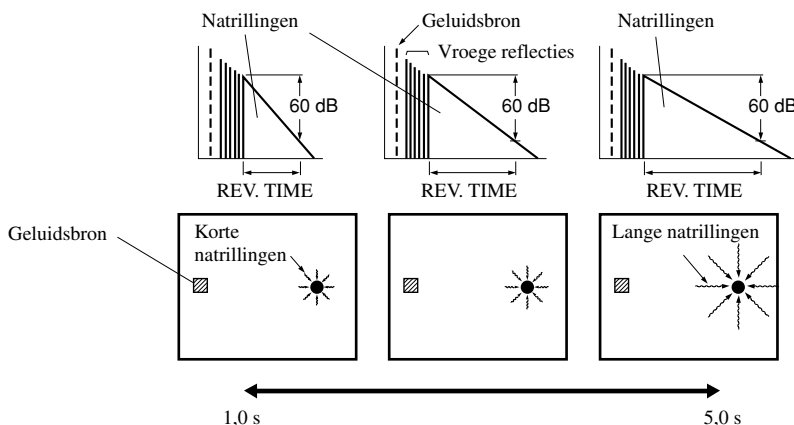 Natrillingen
Geluidsbron
Vroege reflecties
Natrillingen
60 dB
60 dB
60 dB
REV. TIME
REV. TIME
REV. TIME
Geluidsbron
Korte
natrillingen
Lange natrillingen
1,0 s
5,0 s